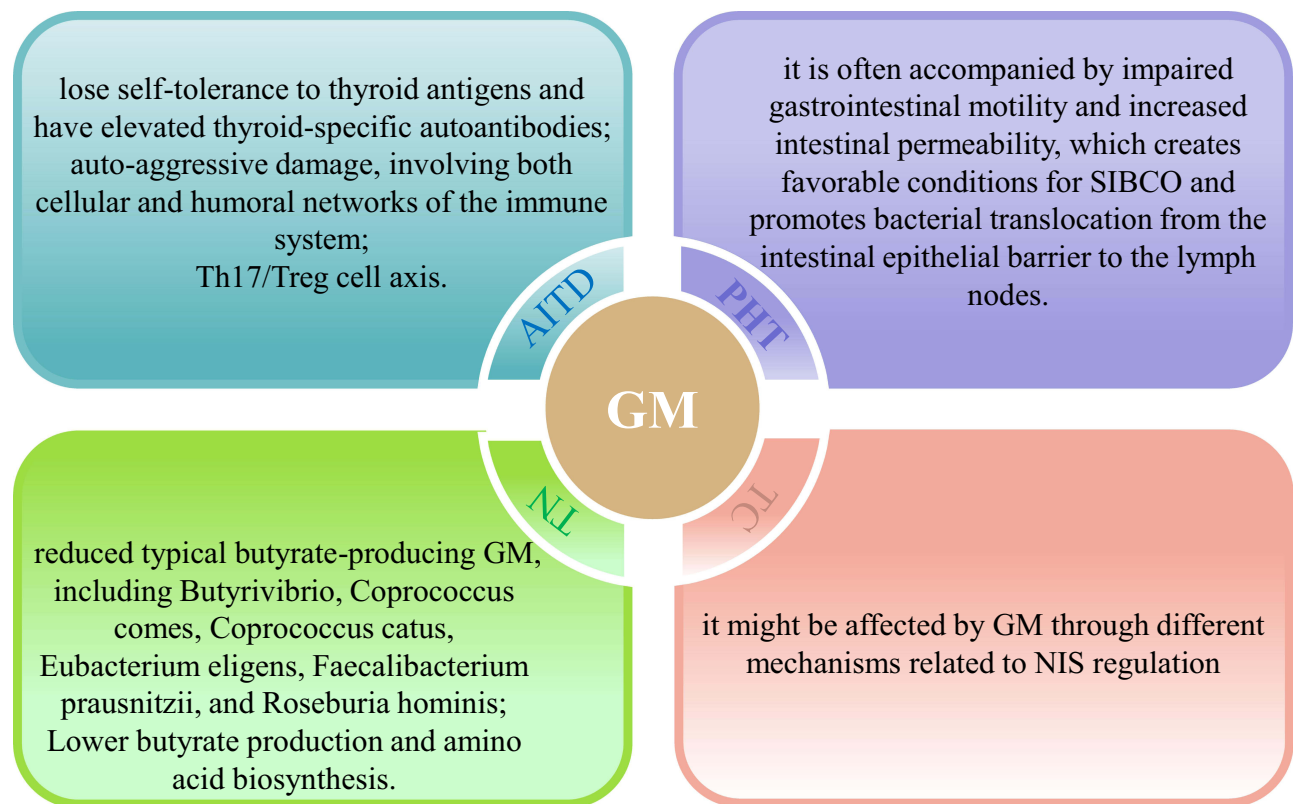 lose self-tolerance to thyroid antigens and
have elevated thyroid-specific autoantibodies;
auto-aggressive damage, involving both
cellular and humoral networks of the immune
system;
Th17/Treg cell axis.
it is often accompanied by impaired
gastrointestinal motility and increased
intestinal permeability, which creates
favorable conditions for SIBCO and
promotes bacterial translocation from the
intestinal epithelial barrier to the lymph
nodes.
AITD
PHT
GM
TN
TC
reduced typical butyrate-producing GM,
including Butyrivibrio, Coprococcus
comes, Coprococcus catus,
Eubacterium eligens, Faecalibacterium
prausnitzii, and Roseburia hominis;
Lower butyrate production and amino
acid biosynthesis.
it might be affected by GM through different
mechanisms related to NIS regulation